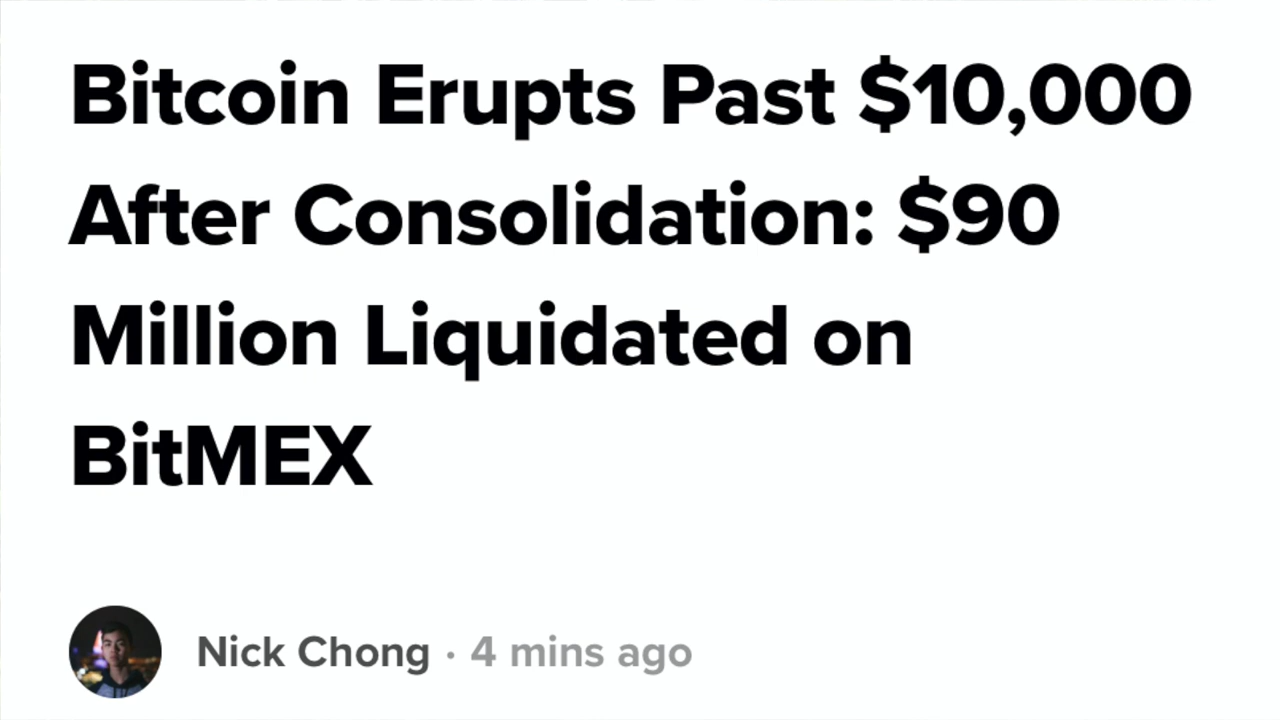 Bitcoin Erupts Past $10,000
After Consolidation: $90
Million Liquidated on
BitMEX
Nick Chong · 4 mins ago